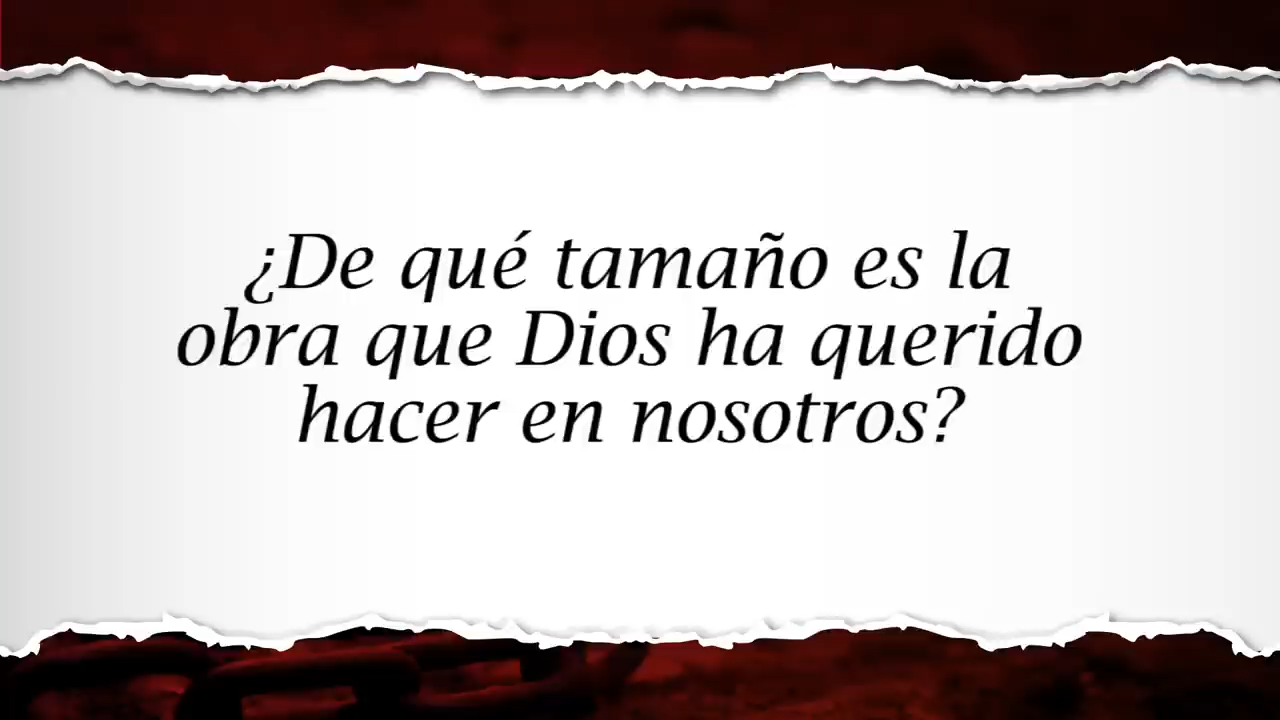 ¿De qué tamaño es la
obra que Dios ha querido
hacer en nosotros?